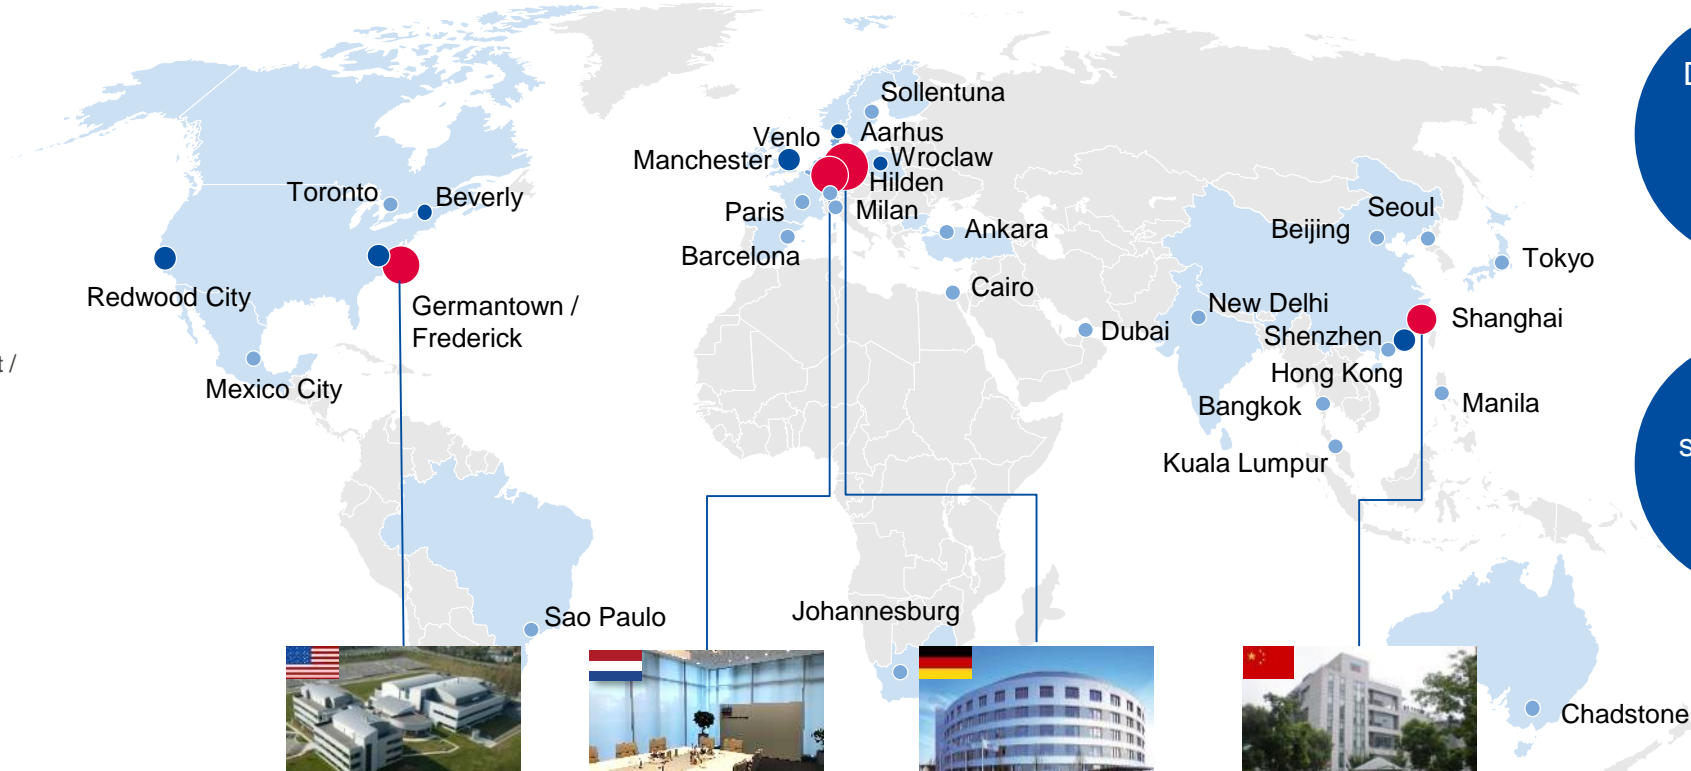 D
Sollentuna
Venlo
Aarhus
Manchester
Wroclaw
Hilden
Toronto
Beverly
Paris
Milan
Seoul
Ankara
Beijing
Barcelona
Tokyo
Redwood City
Cairo
Germantown /
Frederick
New Delhi
Dubai
Shenzhen
Shanghai
t /
Mexico City
Hong Kong
Bangkok
Manila
s
Kuala Lumpur
Johannesburg
Sao Paulo
Chadstone